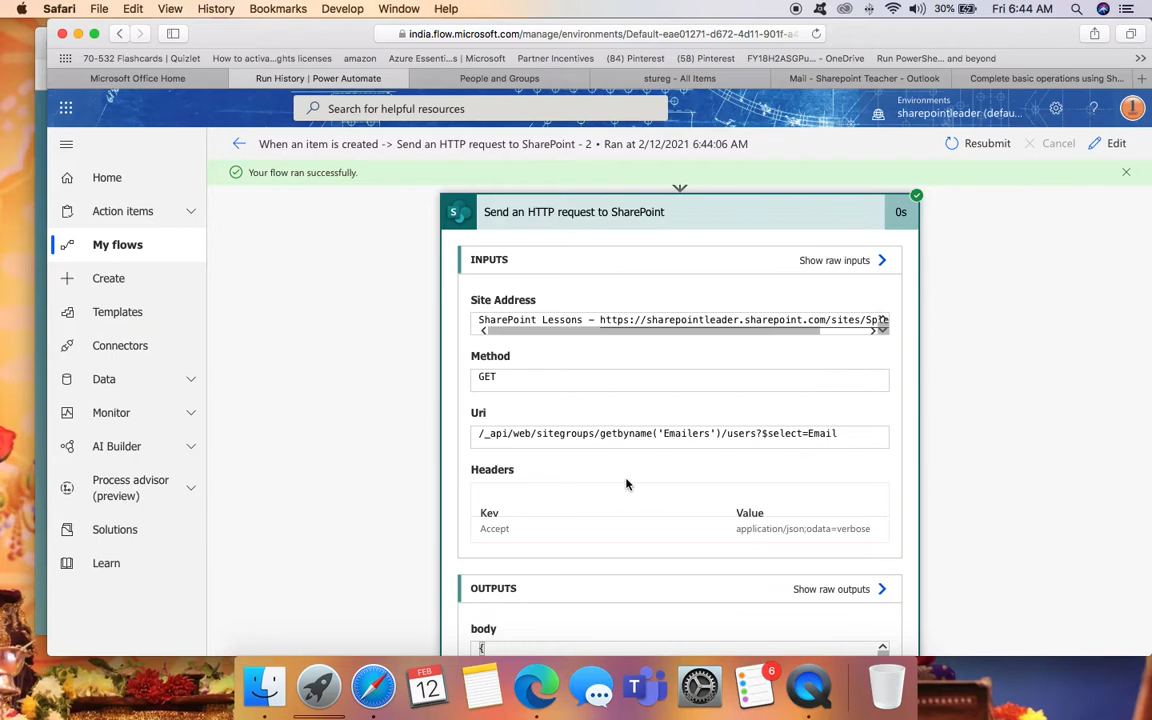 Safari File Edit View History Bookmarks Develop Window Help 30% Fri 6:44 AM
india.flow.microsoft.com/manage/environments/Default-eae01271-d672-4d11-901f-a4
70-532 Flashcards | Quizlet How to activa...ghts licenses amazon Azure Essenti...s | Microsoft Partner Incentives (84) Pinterest (58) Pinterest FY18H2ASGPu... – OneDrive Run PowerShe... and beyond
Microsoft Office Home Run History | Power Automate People and Groups stureg - All Items Mail - Sharepoint Teacher - Outlook Complete basic operations using Sh...
Search for helpful resources
Environments
sharepointleader (defau...
When an item is created -> Send an HTTP request to SharePoint - 2 • Ran at 2/12/2021 6:44:06 AM Resubmit Cancel Edit
Your flow ran successfully.
Home
Action items
My flows
Create
Templates
Connectors
Data
Monitor
AI Builder
Process advisor
(preview)
Solutions
Learn
Send an HTTP request to SharePoint 0s
INPUTS Show raw inputs
Site Address
SharePoint Lessons - https://sharepointleader.sharepoint.com/sites/
Method
GET
Uri
/_api/web/sitegroups/getbyname('Emailers')/users?$select=Email
Headers
Key Value
Accept application/json;odata=verbose
OUTPUTS Show raw outputs
body
{
FEB
12
6